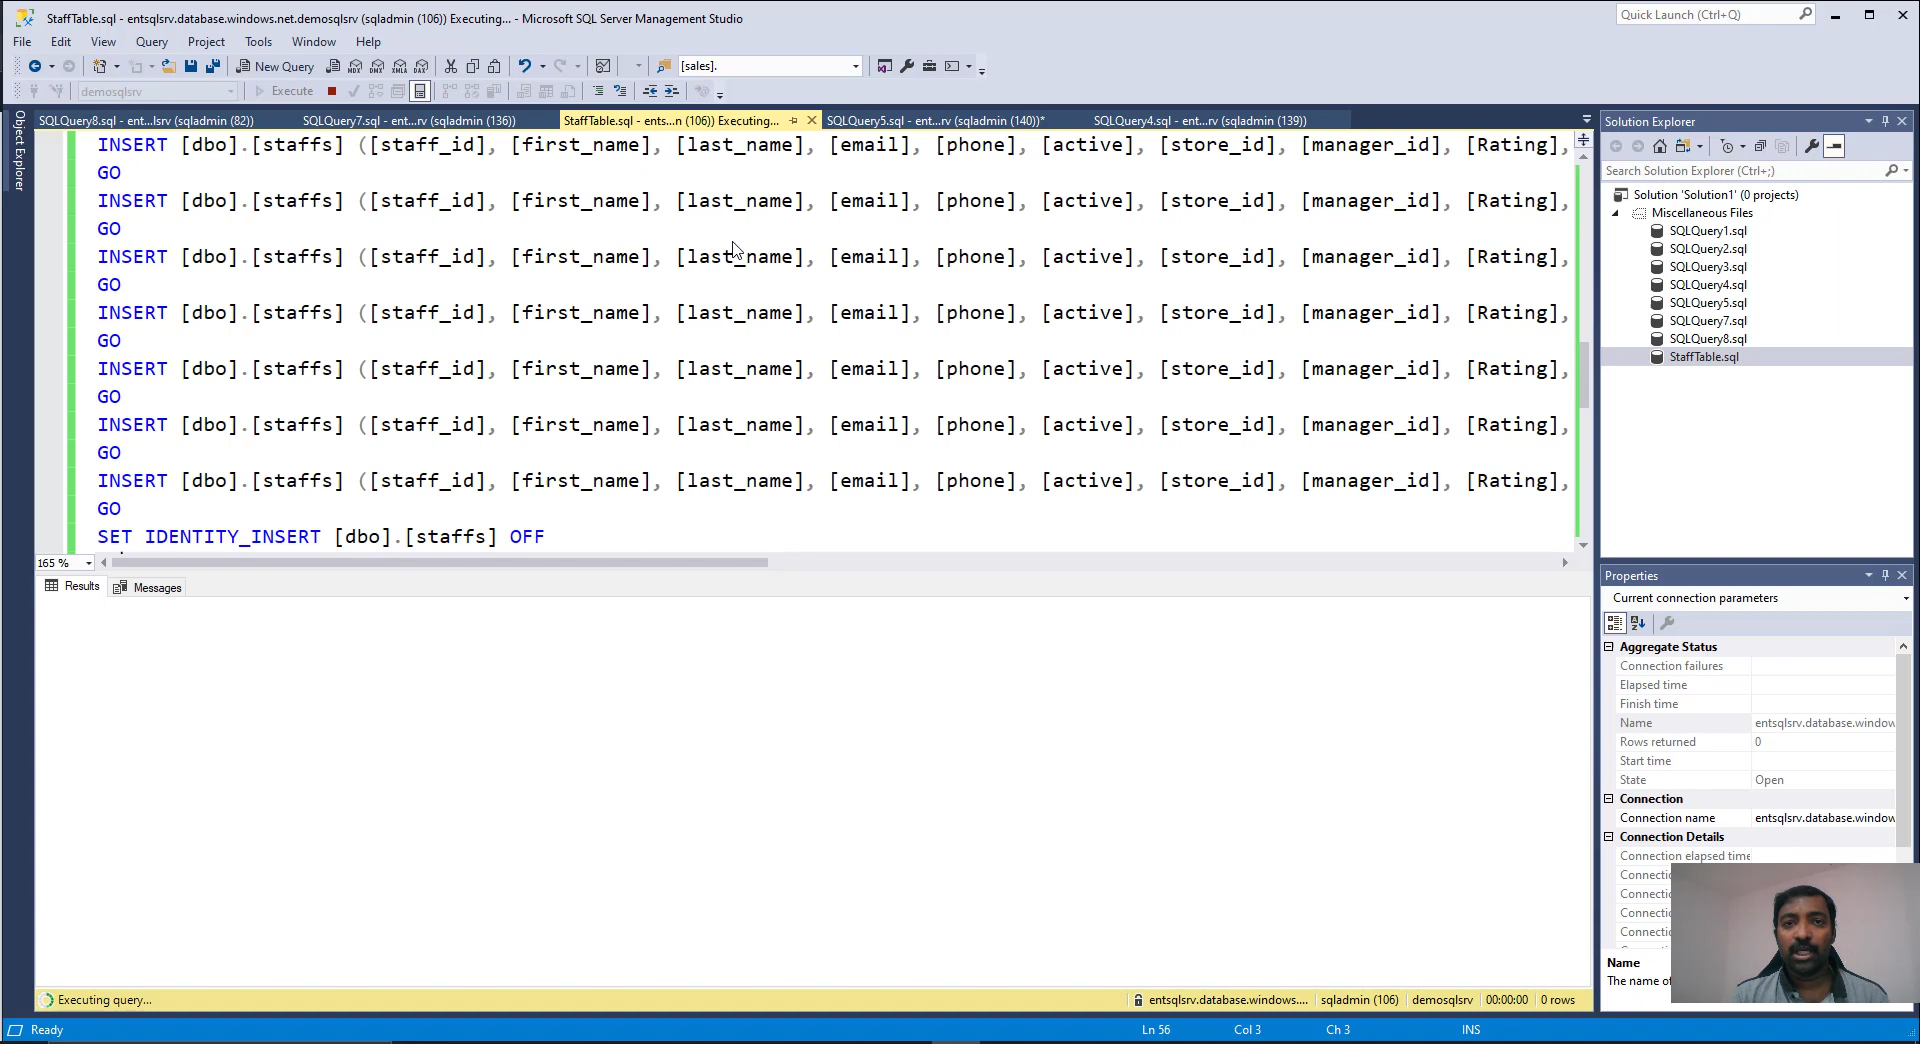 StaffTable.sql - entsqlsrv.database.windows.net.demosqlsrv (sqladmin (106)) Executing... - Microsoft SQL Server Management Studio
Quick Launch (Ctrl+Q)
File Edit View Query Project Tools Window Help
New Query MDX DMX XMLA DAX [sales].
demosqlsrv Execute
Object Explorer
SQLQuery8.sql - ent...lsrv (sqladmin (82)) SQLQuery7.sql - ent...rv (sqladmin (136)) StaffTable.sql - ents...n (106)) Executing... SQLQuery5.sql - ent...rv (sqladmin (140))* SQLQuery4.sql - ent...rv (sqladmin (139))
INSERT [dbo].[staffs] ([staff_id], [first_name], [last_name], [email], [phone], [active], [store_id], [manager_id], [Rating],
GO
INSERT [dbo].[staffs] ([staff_id], [first_name], [last_name], [email], [phone], [active], [store_id], [manager_id], [Rating],
GO
INSERT [dbo].[staffs] ([staff_id], [first_name], [last_name], [email], [phone], [active], [store_id], [manager_id], [Rating],
GO
INSERT [dbo].[staffs] ([staff_id], [first_name], [last_name], [email], [phone], [active], [store_id], [manager_id], [Rating],
GO
INSERT [dbo].[staffs] ([staff_id], [first_name], [last_name], [email], [phone], [active], [store_id], [manager_id], [Rating],
GO
INSERT [dbo].[staffs] ([staff_id], [first_name], [last_name], [email], [phone], [active], [store_id], [manager_id], [Rating],
GO
INSERT [dbo].[staffs] ([staff_id], [first_name], [last_name], [email], [phone], [active], [store_id], [manager_id], [Rating],
GO
SET IDENTITY_INSERT [dbo].[staffs] OFF
165 %
Results Messages
Executing query...
entsqlsrv.database.windows.... sqladmin (106) demosqlsrv 00:00:00 0 rows
Solution Explorer
Search Solution Explorer (Ctrl+;)
Solution 'Solution1' (0 projects)
Miscellaneous Files
SQLQuery1.sql
SQLQuery2.sql
SQLQuery3.sql
SQLQuery4.sql
SQLQuery5.sql
SQLQuery7.sql
SQLQuery8.sql
StaffTable.sql
Properties
Current connection parameters
Aggregate Status
Connection failures
Elapsed time
Finish time
Name entsqlsrv.database.window
Rows returned 0
Start time
State Open
Connection
Connection name entsqlsrv.database.window
Connection Details
Connection elapsed time
Connecti
Connecti
Connecti
Connecti
Name
The name of
Ready Ln 56 Col 3 Ch 3 INS